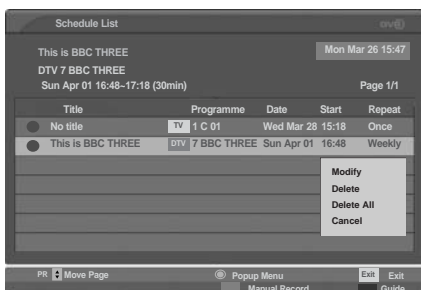 Schedule List
This is BBC THREE
Mon Mar 26 15:47
DTV 7 BBC THREE
Sun Apr 01 16:48~17:18 (30min)
Page 1/1
Title Programme Date Start Repeat
No title TV 1 C 01 Wed Mar 28 15:18 Once
This is BBC THREE DTV 7 BBC THREE Sun Apr 01 16:48 Weekly
Modify
Delete
Delete All
Cancel
PR Move Page Popup Menu Exit Exit
Manual Record Guide